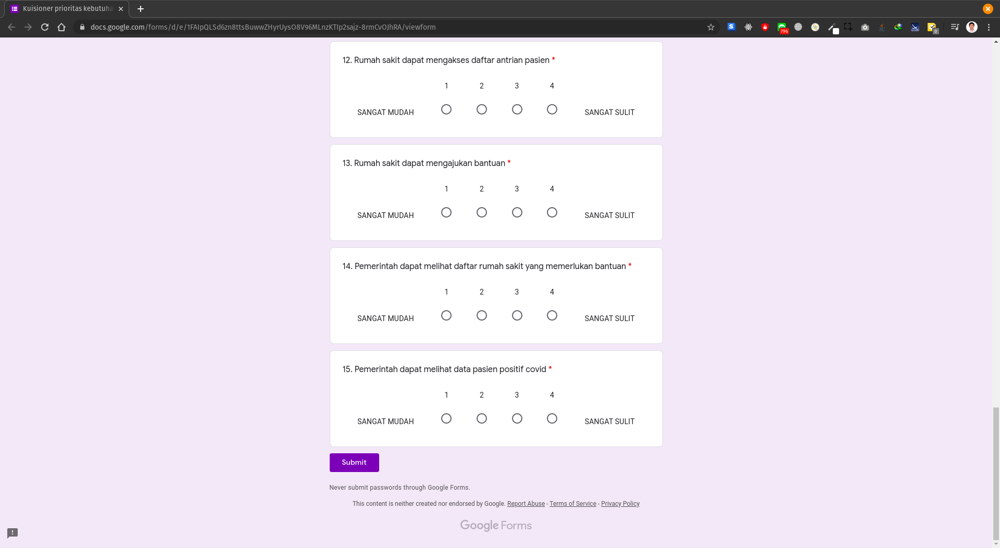 Kuisioner prioritas kebutuha
docs.google.com/forms/d/e/1FAIpQLSd6zn8ttsBuwwZHyrUysO8V96MLnzKTIp2sajz-8rmCvOJhRA/viewform
796
0
12. Rumah sakit dapat mengakses daftar antrian pasien *
1 2 3 4
SANGAT MUDAH SANGAT SULIT
13. Rumah sakit dapat mengajukan bantuan *
1 2 3 4
SANGAT MUDAH SANGAT SULIT
14. Pemerintah dapat melihat daftar rumah sakit yang memerlukan bantuan *
1 2 3 4
SANGAT MUDAH SANGAT SULIT
15. Pemerintah dapat melihat data pasien positif covid *
1 2 3 4
SANGAT MUDAH SANGAT SULIT
Submit
Never submit passwords through Google Forms.
This content is neither created nor endorsed by Google. Report Abuse - Terms of Service - Privacy Policy
Google Forms